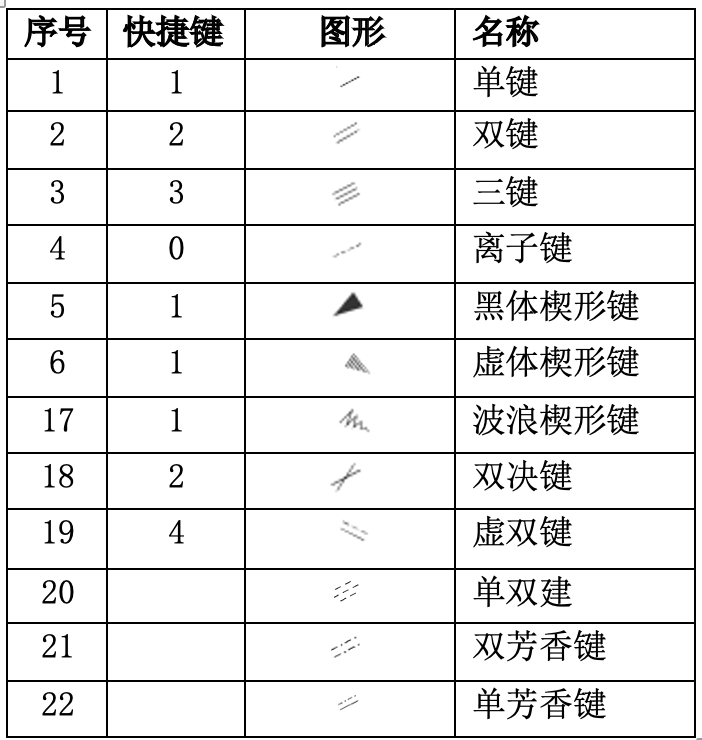 序号 快捷键 图形 名称
1 1 单键
2 2 双键
3 3 三键
4 0 离子键
5 1 黑体楔形键
6 1 虚体楔形键
17 1 波浪楔形键
18 2 双决键
19 4 虚双键
20 单双建
21 双芳香键
22 单芳香键